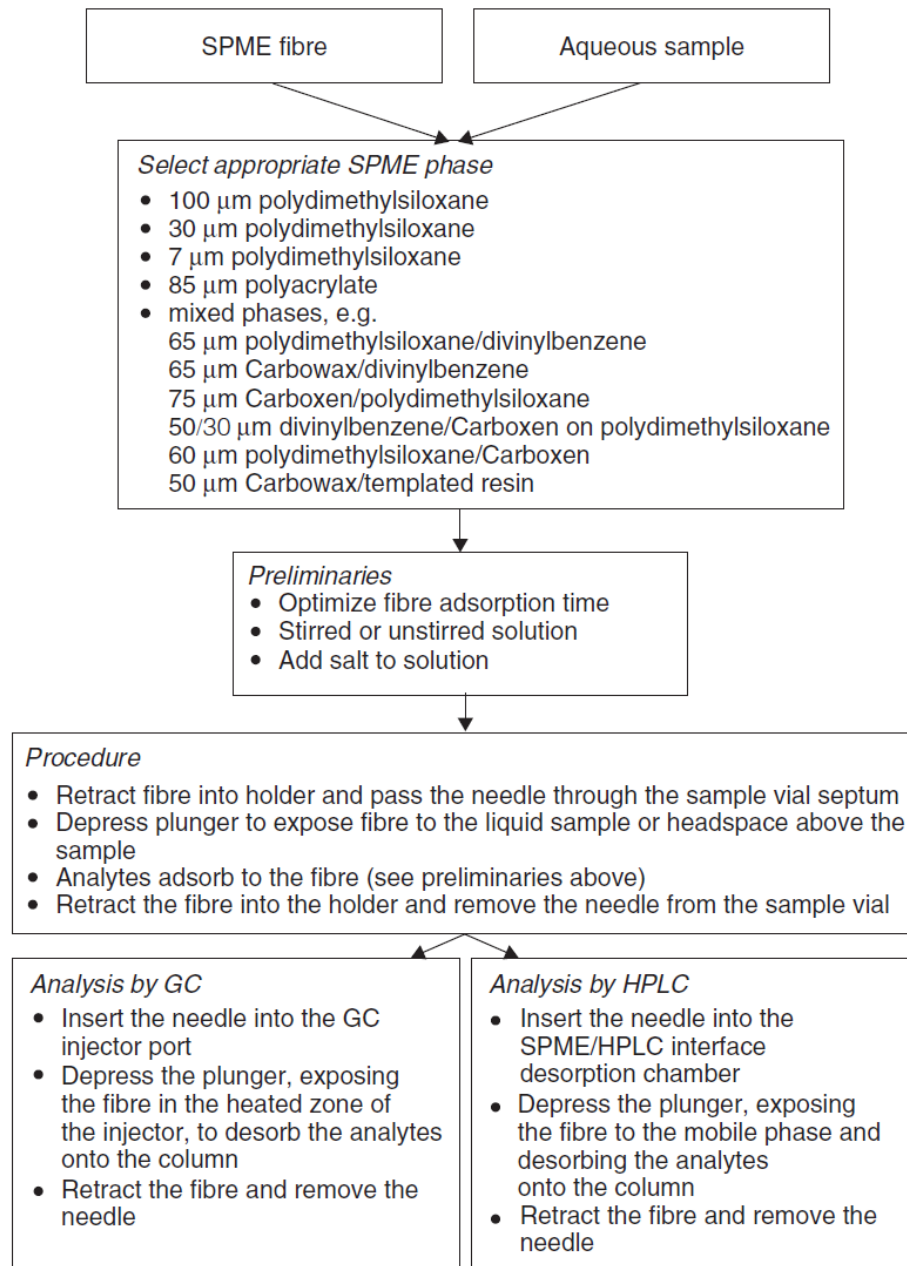 SPME fibre
Aqueous sample
Select appropriate SPME phase
• 100 μm polydimethylsiloxane
• 30 μm polydimethylsiloxane
• 7 μm polydimethylsiloxane
• 85 μm polyacrylate
• mixed phases, e.g.
65 μm polydimethylsiloxane/divinylbenzene
65 μm Carbowax/divinylbenzene
75 μm Carboxen/polydimethylsiloxane
50/30 μm divinylbenzene/Carboxen on polydimethylsiloxane
60 μm polydimethylsiloxane/Carboxen
50 μm Carbowax/templated resin
Preliminaries
• Optimize fibre adsorption time
• Stirred or unstirred solution
• Add salt to solution
Procedure
• Retract fibre into holder and pass the needle through the sample vial septum
• Depress plunger to expose fibre to the liquid sample or headspace above the
sample
• Analytes adsorb to the fibre (see preliminaries above)
• Retract the fibre into the holder and remove the needle from the sample vial
Analysis by GC
• Insert the needle into the GC
injector port
• Depress the plunger, exposing
the fibre in the heated zone of
the injector, to desorb the analytes
onto the column
• Retract the fibre and remove the
needle
Analysis by HPLC
• Insert the needle into the
SPME/HPLC interface
desorption chamber
• Depress the plunger, exposing
the fibre to the mobile phase and
desorbing the analytes
onto the column
• Retract the fibre and remove the
needle